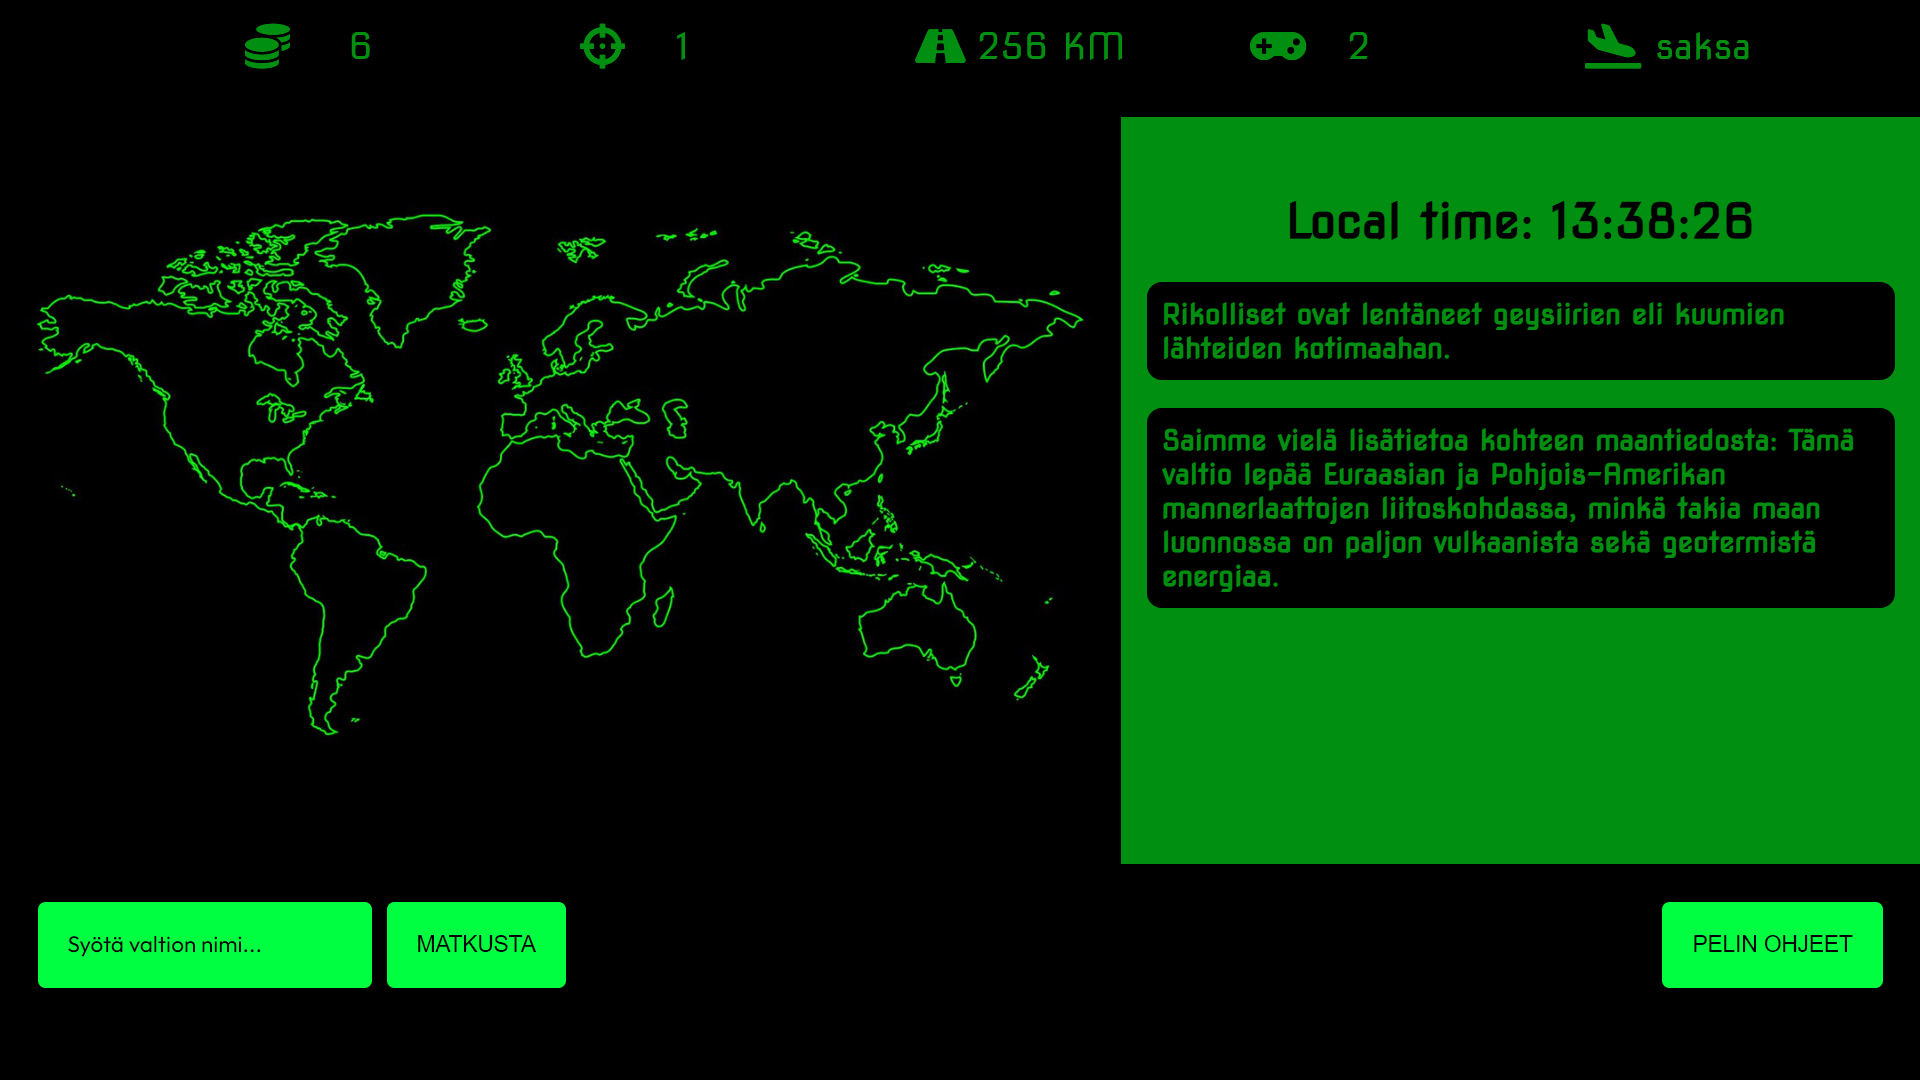 6 1 256 KM 2 saksa
Local time: 13:38:26
Rikolliset ovat lentäneet geysiirien eli kuumien
lähteiden kotimaahan.
Saimme vielä lisätietoa kohteen maantiedosta: Tämä
valtio lepää Euraasian ja Pohjois-Amerikan
mannerlaattojen liitoskohdassa, minkä takia maan
luonnossa on paljon vulkaanista sekä geotermistä
energiaa.
Syötä valtion nimi... MATKUSTA PELIN OHJEET